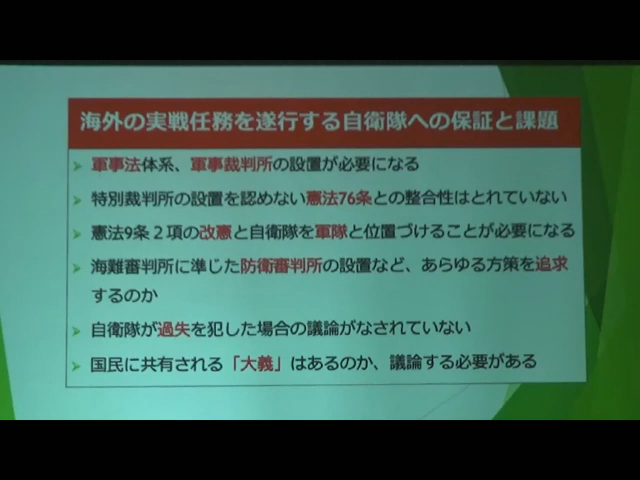 海外の実戦任務を遂行する自衛隊への保証と課題
軍事法体系、軍事裁判所の設置が必要になる
特別裁判所の設置を認めない憲法76条との整合性はとれていない
憲法9条２項の改憲と自衛隊を軍隊と位置づけることが必要になる
海難審判所に準じた防衛審判所の設置など、あらゆる方策を追求
するのか
自衛隊が過失を犯した場合の議論がなされていない
国民に共有される「大義」はあるのか、議論する必要がある